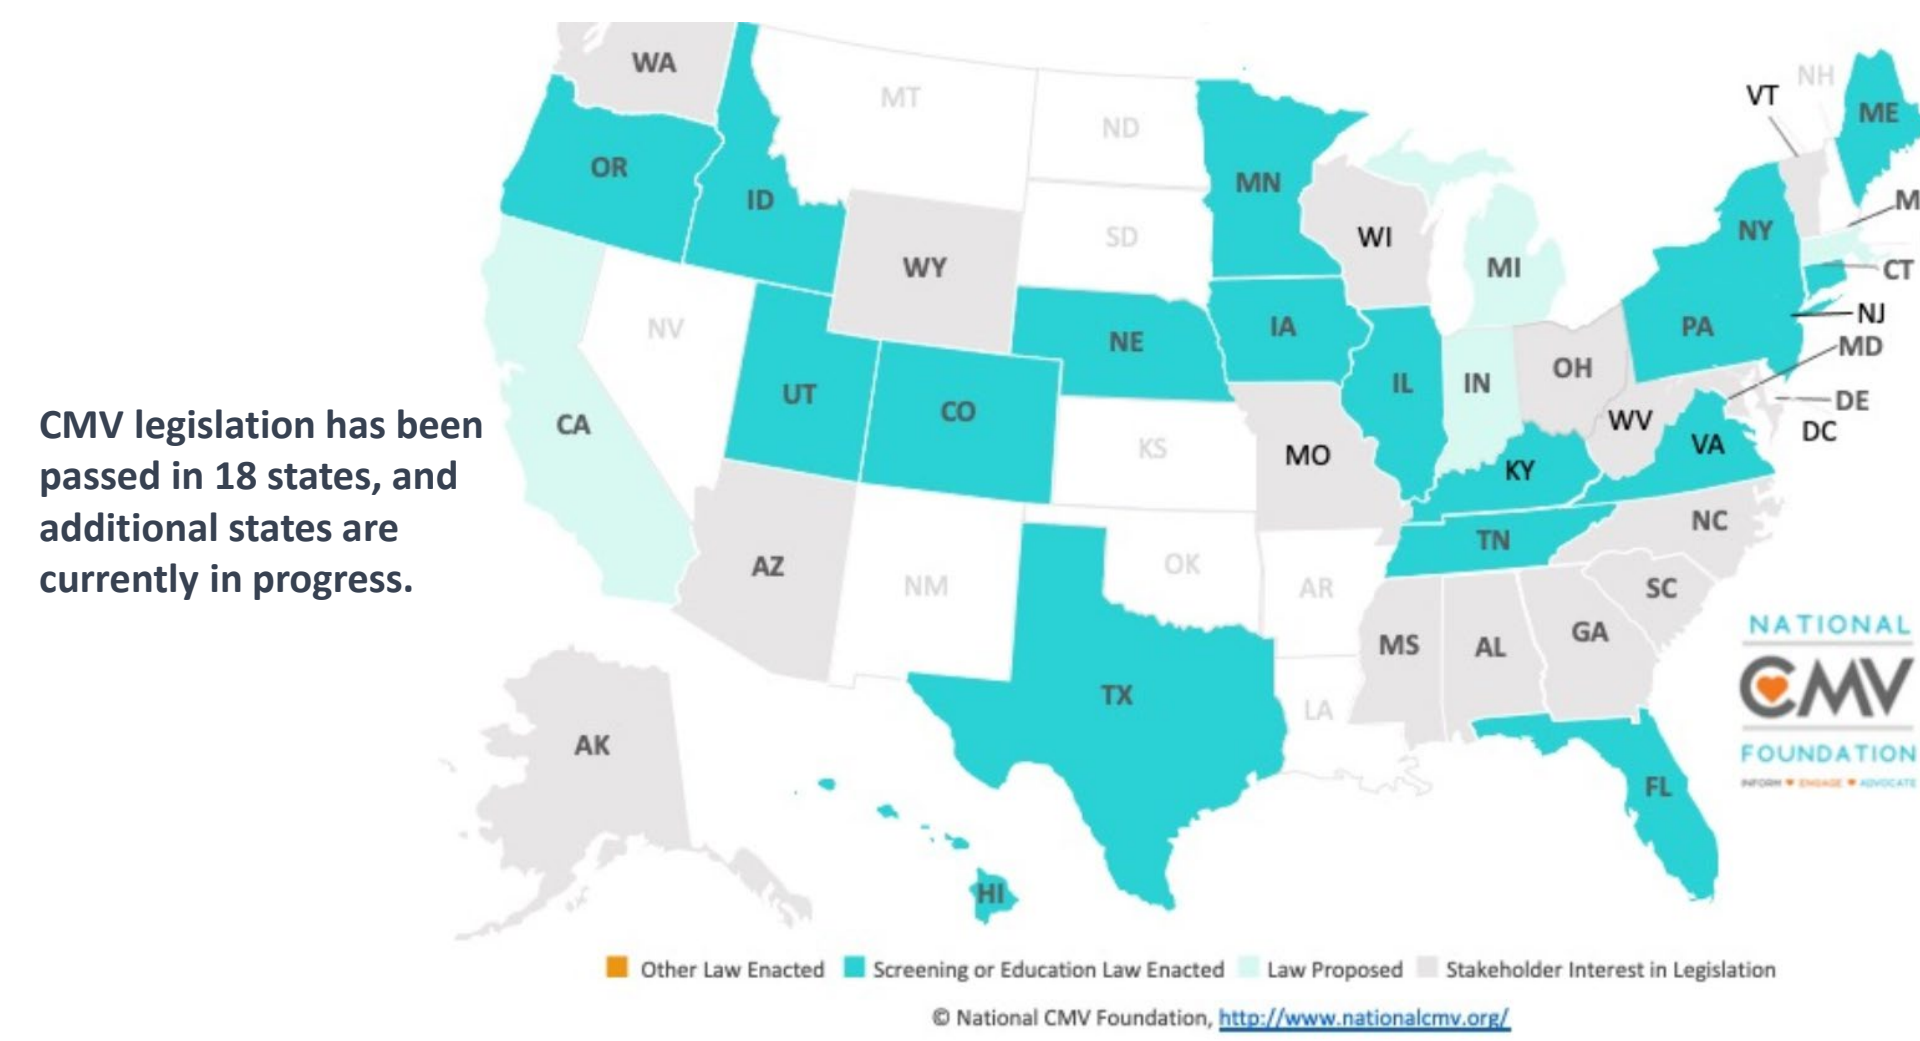 CMV legislation has been
passed in 18 states, and
additional states are
currently in progress.
WA
MT
ND
MN
OR
ID
WY
SD
WI
MI
NH
VT
ME
M
NY
CT
NJ
MD
PA
DE
DC
NV
UT
CO
NE
IA
IL
IN
OH
WV
VA
CA
KS
MO
KY
NC
TN
AZ
NM
OK
AR
SC
MS
AL
GA
TX
LA
FL
AK
HI
NATIONAL
CMV
FOUNDATION
INFORM ♥ ENGAGE ♥ ADVOCATE
Other Law Enacted
Screening or Education Law Enacted
Law Proposed
Stakeholder Interest in Legislation
© National CMV Foundation, http://www.nationalcmv.org/